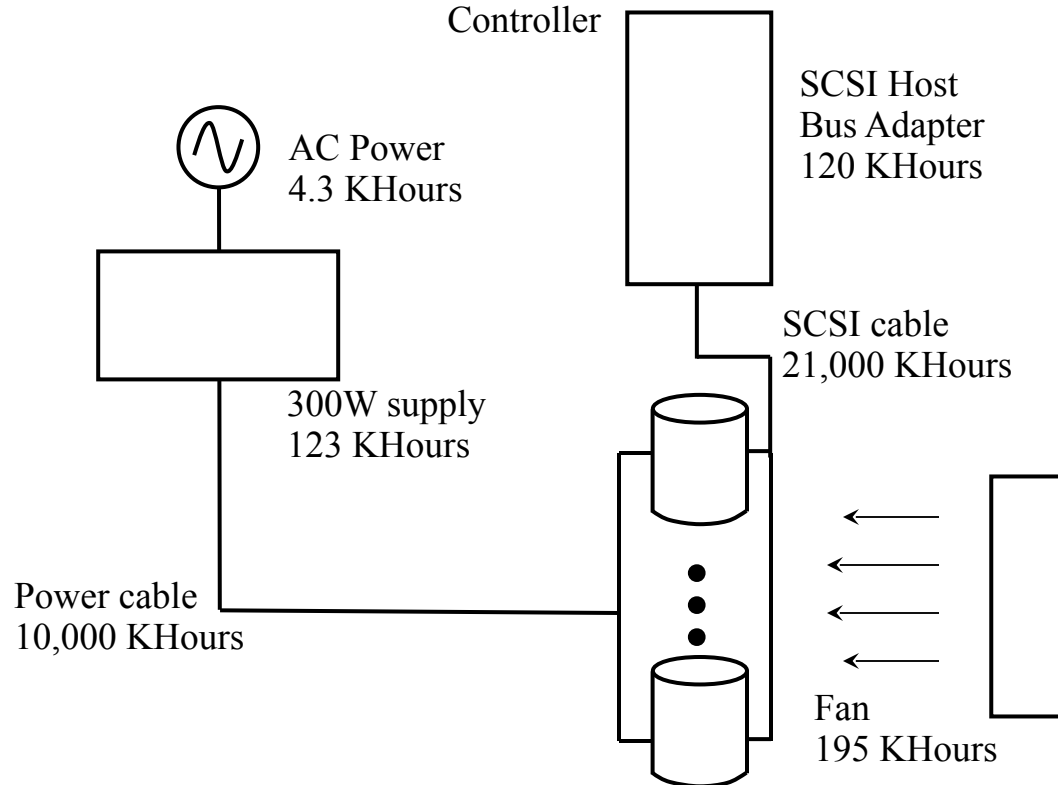 Controller
SCSI Host
Bus Adapter
120 KHours
AC Power
4.3 KHours
SCSI cable
21,000 KHours
300W supply
123 KHours
Power cable
10,000 KHours
Fan
195 KHours